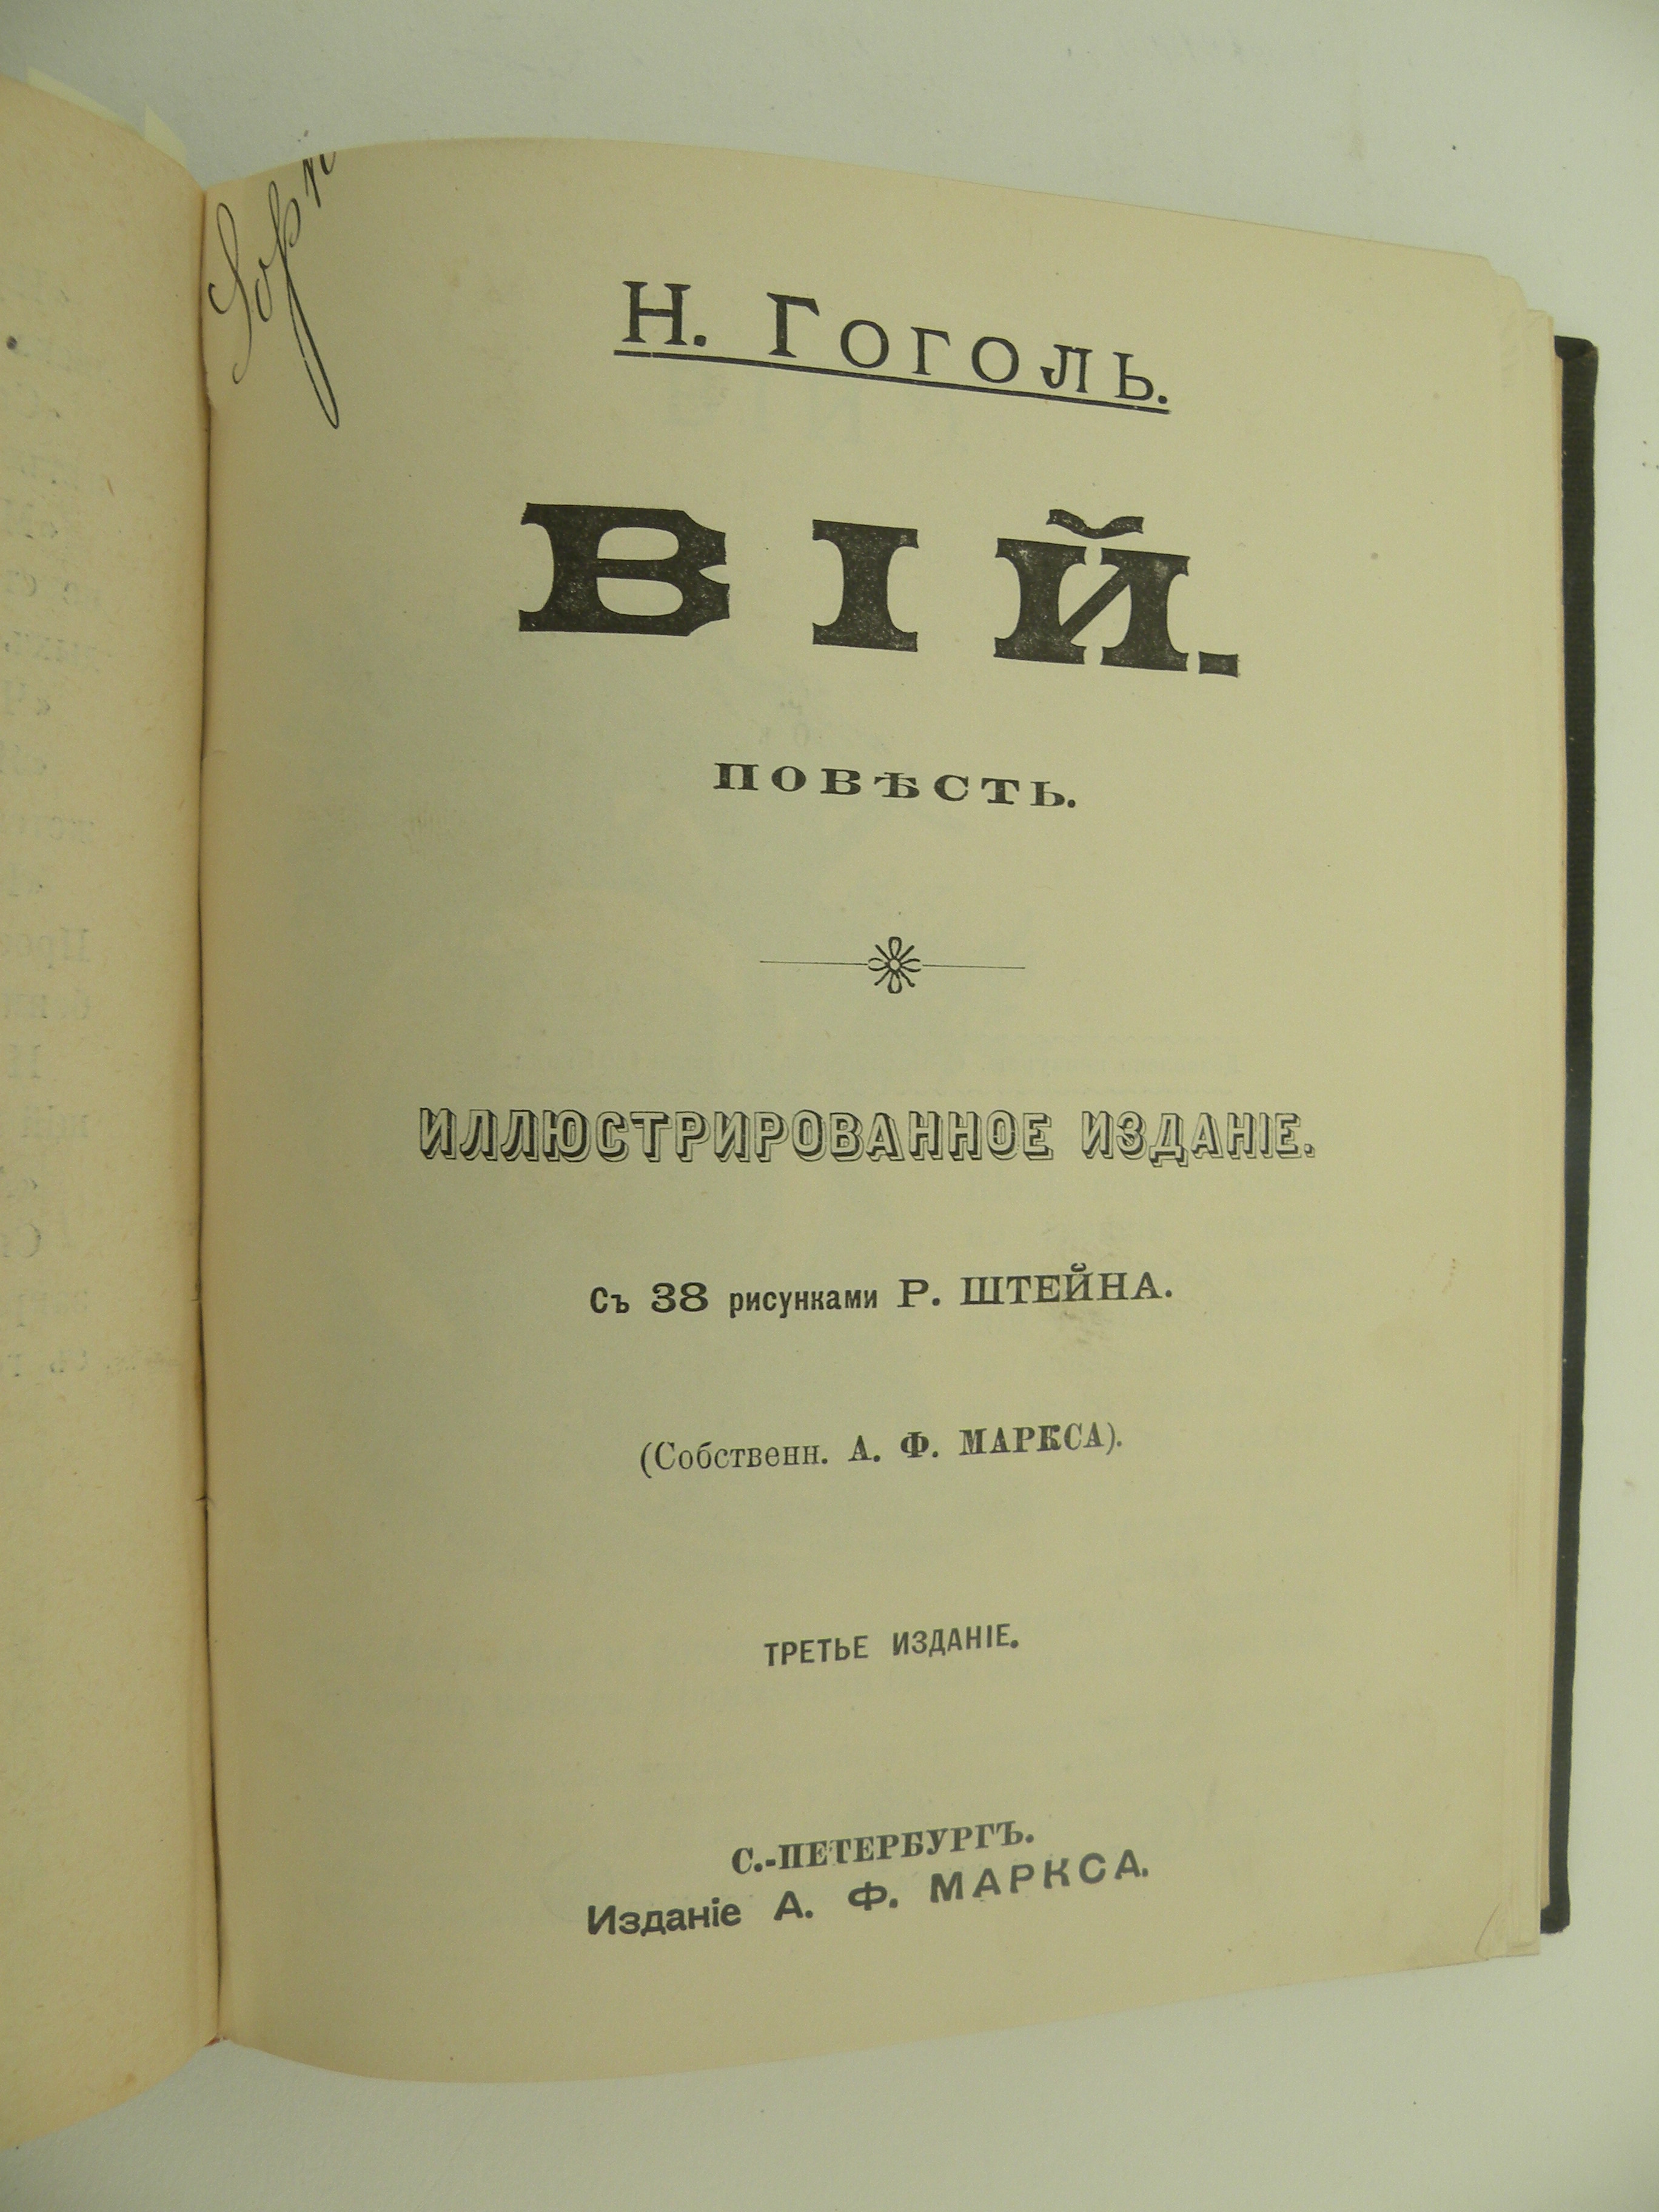 Н. Гоголь.
ВІЙ.
ПОВѢСТЬ.
ИЛЛЮСТРИРОВАННОЕ ИЗДАНІЕ.
Съ 38 рисунками Р. ШТЕЙНА.
(Собственн. А. Ф. МАРКСА).
ТРЕТЬЕ ИЗДАНІЕ.
С.-ПЕТЕРБУРГЪ.
Изданіе А. Ф. МАРКСА.